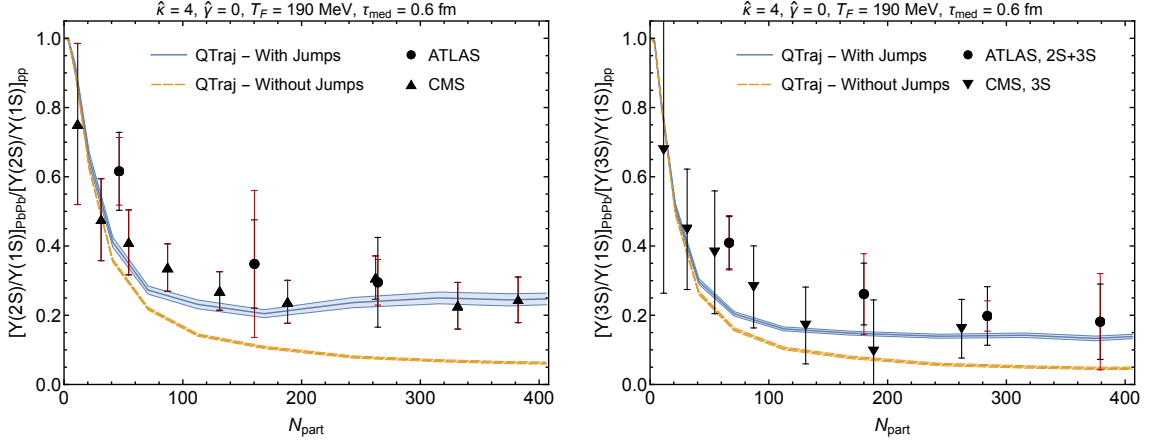 κ̂ = 4, γ̂ = 0, T_F = 190 MeV, τ_med = 0.6 fm
QTraj – With Jumps
QTraj – Without Jumps
ATLAS
CMS
[ϒ(2S)/ϒ(1S)]_PbPb/[ϒ(2S)/ϒ(1S)]_pp
1.0
0.8
0.6
0.4
0.2
0.0
0 100 200 300 400
N_part
κ̂ = 4, γ̂ = 0, T_F = 190 MeV, τ_med = 0.6 fm
QTraj – With Jumps
QTraj – Without Jumps
ATLAS, 2S+3S
CMS, 3S
[ϒ(3S)/ϒ(1S)]_PbPb/[ϒ(3S)/ϒ(1S)]_pp
1.0
0.8
0.6
0.4
0.2
0.0
0 100 200 300 400
N_part